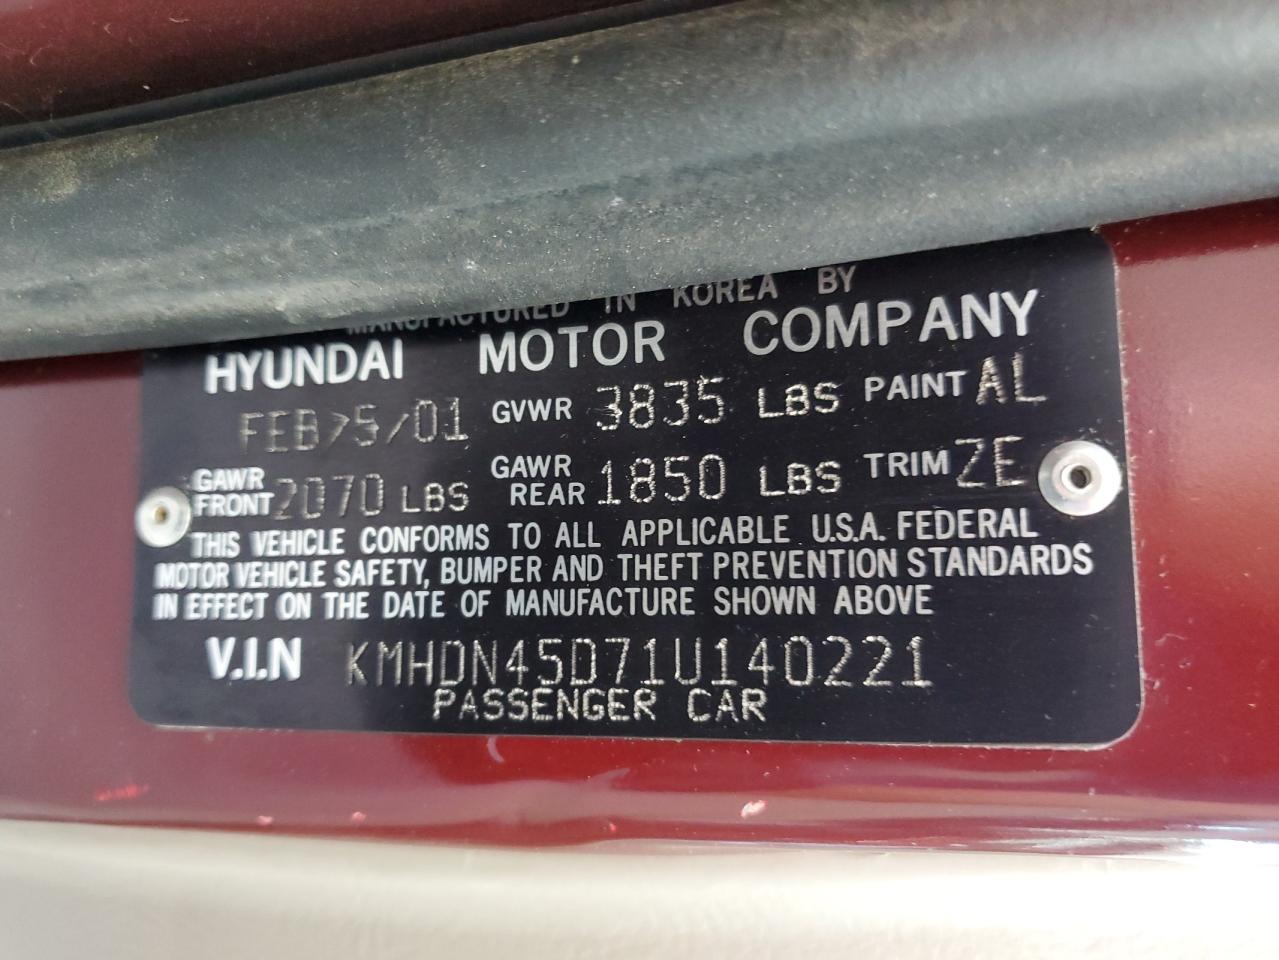 MANUFACTURED IN KOREA BY
HYUNDAI MOTOR COMPANY
FEB/5/01 GVWR 3835 LBS PAINT AL
GAWR FRONT 2070 LBS GAWR REAR 1850 LBS TRIM ZE
THIS VEHICLE CONFORMS TO ALL APPLICABLE U.S.A. FEDERAL
MOTOR VEHICLE SAFETY, BUMPER AND THEFT PREVENTION STANDARDS
IN EFFECT ON THE DATE OF MANUFACTURE SHOWN ABOVE
V.I.N KMHDN45D71U140221
PASSENGER CAR